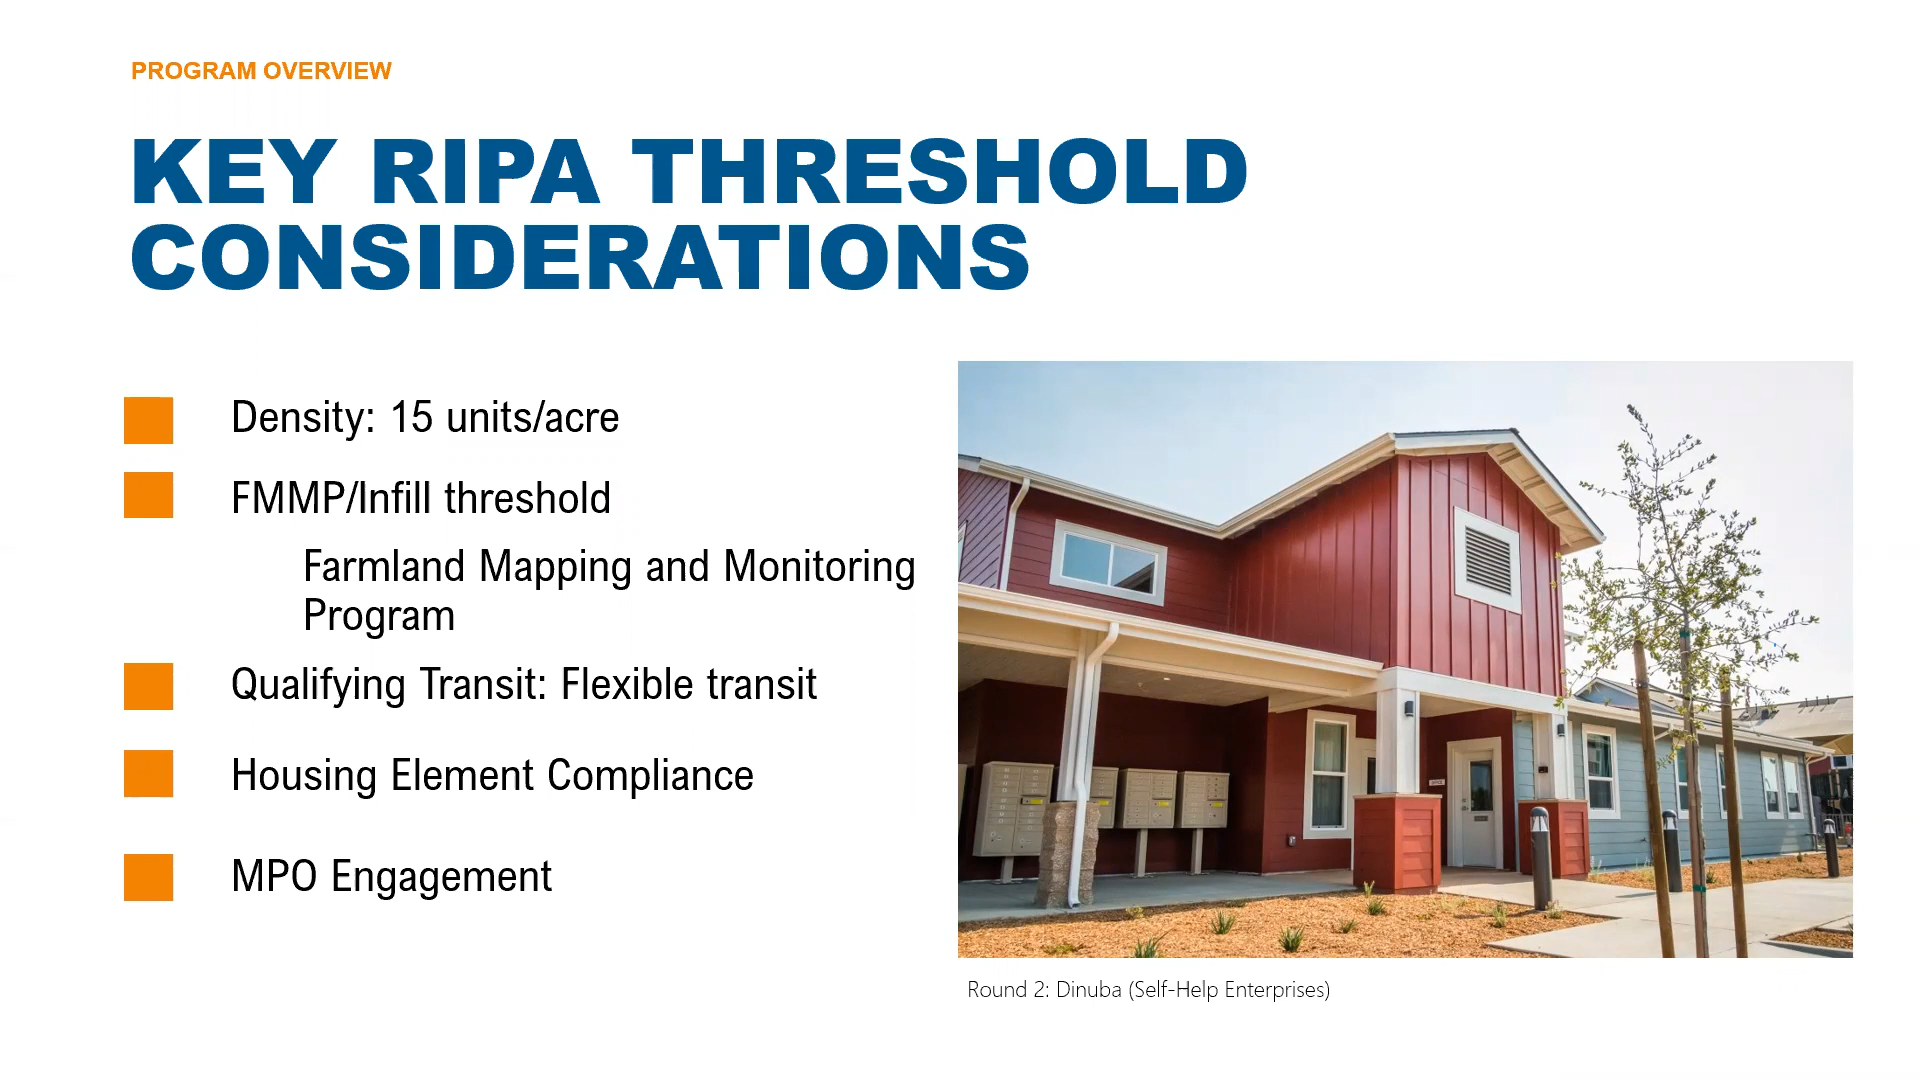 PROGRAM OVERVIEW
KEY RIPA THRESHOLD
CONSIDERATIONS
Density: 15 units/acre
FMMP/Infill threshold
Farmland Mapping and Monitoring
Program
Qualifying Transit: Flexible transit
Housing Element Compliance
MPO Engagement
Round 2: Dinuba (Self-Help Enterprises)